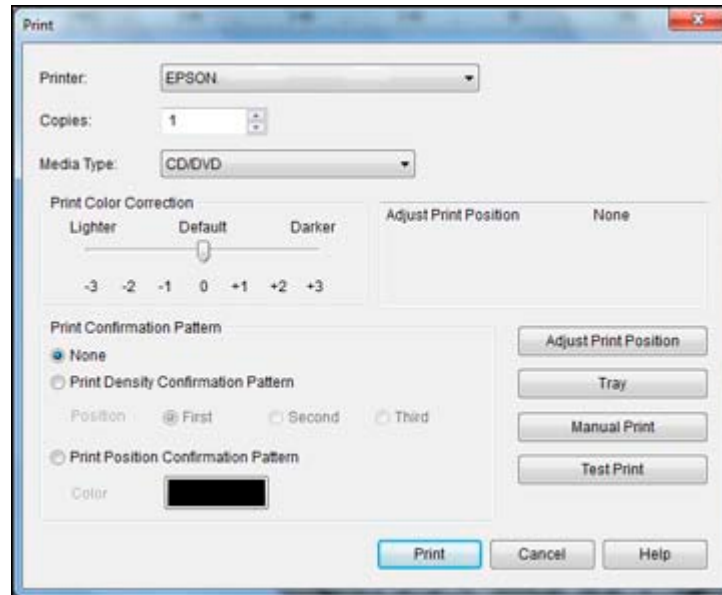 Print
Printer: EPSON
Copies: 1
Media Type: CD/DVD
Print Color Correction
Lighter Default Darker
-3 -2 -1 0 +1 +2 +3
Adjust Print Position None
Print Confirmation Pattern
None
Print Density Confirmation Pattern
Position First Second Third
Print Position Confirmation Pattern
Color
Adjust Print Position
Tray
Manual Print
Test Print
Print Cancel Help